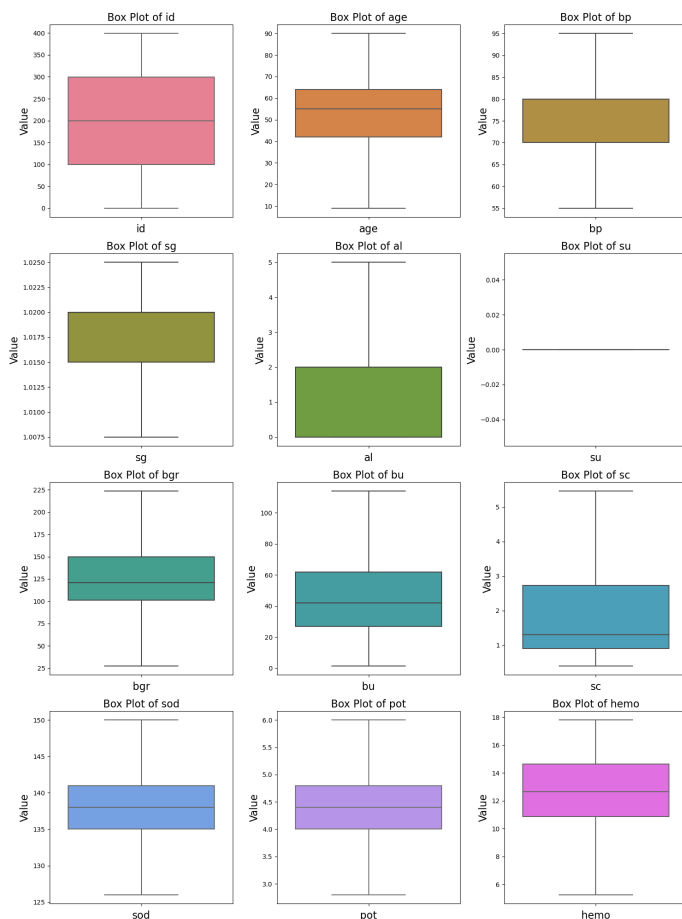 Box Plot of id
Value
400
350
300
250
200
150
100
50
0
id
Box Plot of age
Value
90
80
70
60
50
40
30
20
10
age
Box Plot of bp
Value
95
90
85
80
75
70
65
60
55
bp
Box Plot of sg
Value
1.0250
1.0225
1.0200
1.0175
1.0150
1.0125
1.0100
1.0075
sg
Box Plot of al
Value
5
4
3
2
1
0
al
Box Plot of su
Value
0.04
0.02
0.00
−0.02
−0.04
su
Box Plot of bgr
Value
225
200
175
150
125
100
75
50
25
bgr
Box Plot of bu
Value
100
80
60
40
20
0
bu
Box Plot of sc
Value
5
4
3
2
1
sc
Box Plot of sod
Value
150
145
140
135
130
125
sod
Box Plot of pot
Value
6.0
5.5
5.0
4.5
4.0
3.5
3.0
pot
Box Plot of hemo
Value
18
16
14
12
10
8
6
hemo